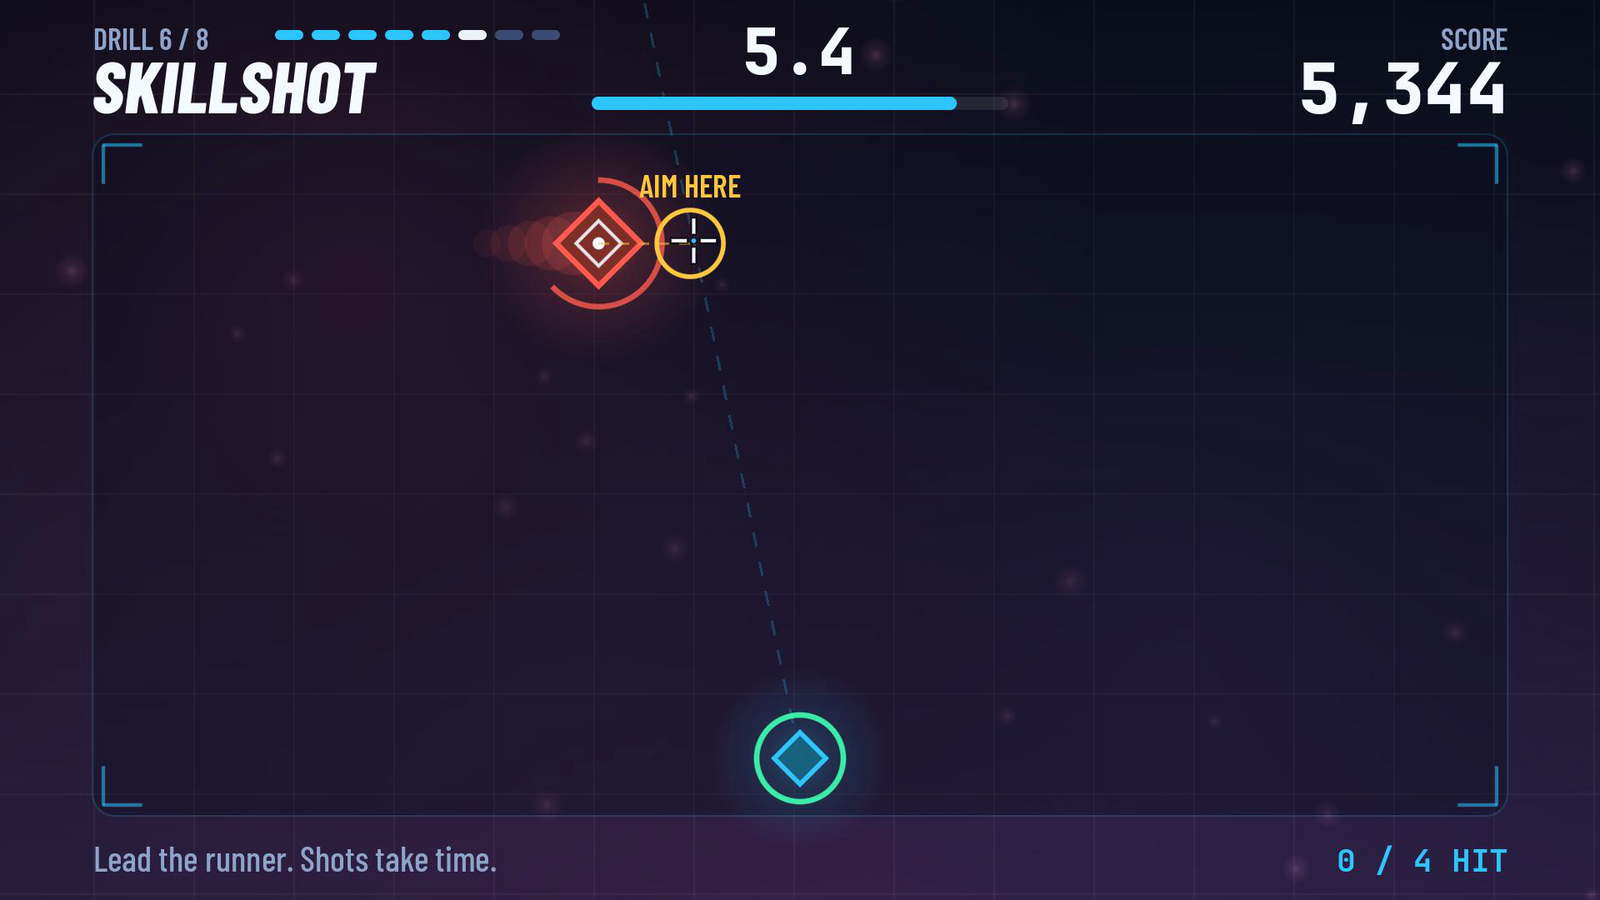 DRILL 6 / 8
SKILLSHOT
5.4
SCORE
5,344
AIM HERE
Lead the runner. Shots take time.
0 / 4 HIT